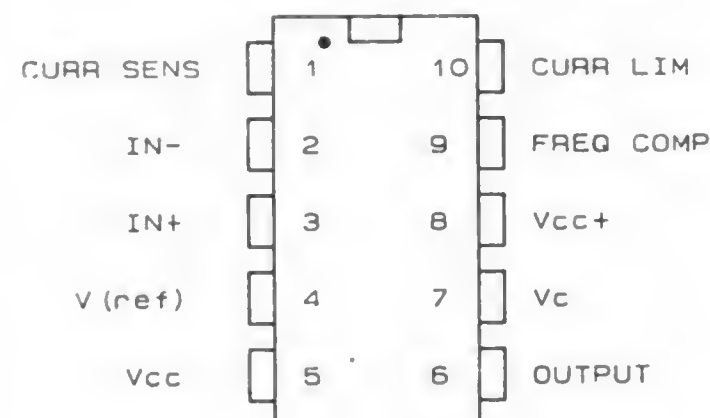 CURR SENS 1 10 CURR LIM
IN- 2 9 FREQ COMP
IN+ 3 8 Vcc+
V(ref) 4 7 Vc
Vcc 5 6 OUTPUT